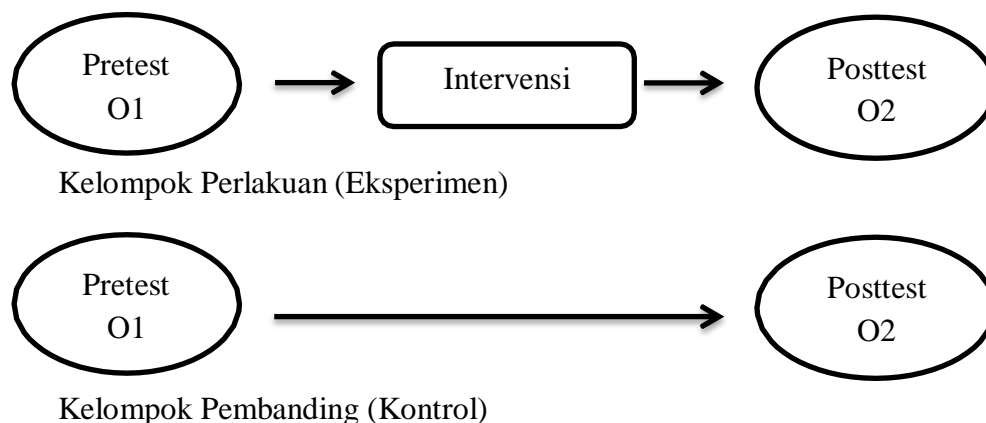 Pretest
O1
Intervensi
Posttest
O2
Kelompok Perlakuan (Eksperimen)
Pretest
O1
Posttest
O2
Kelompok Pembanding (Kontrol)